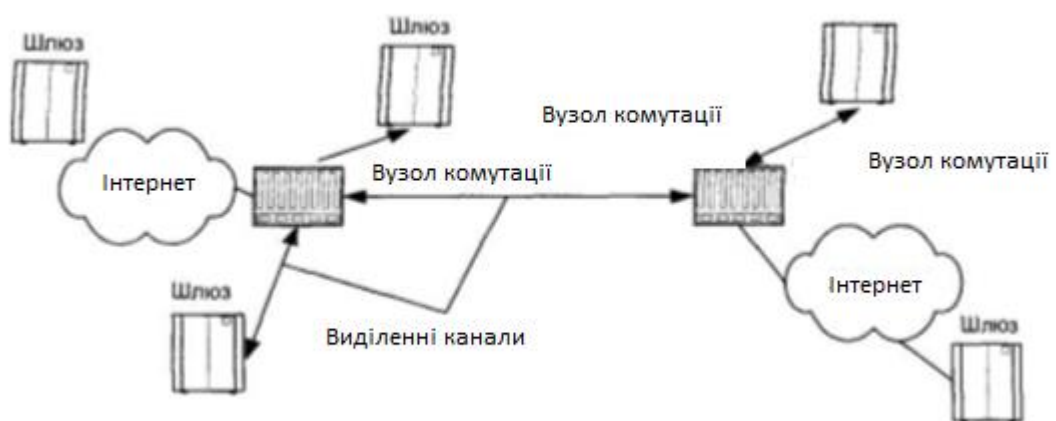 Шлюз
Шлюз
Вузол комутації
Вузол комутації
Вузол комутації
Інтернет
Шлюз
Інтернет
Шлюз
Виділенні канали